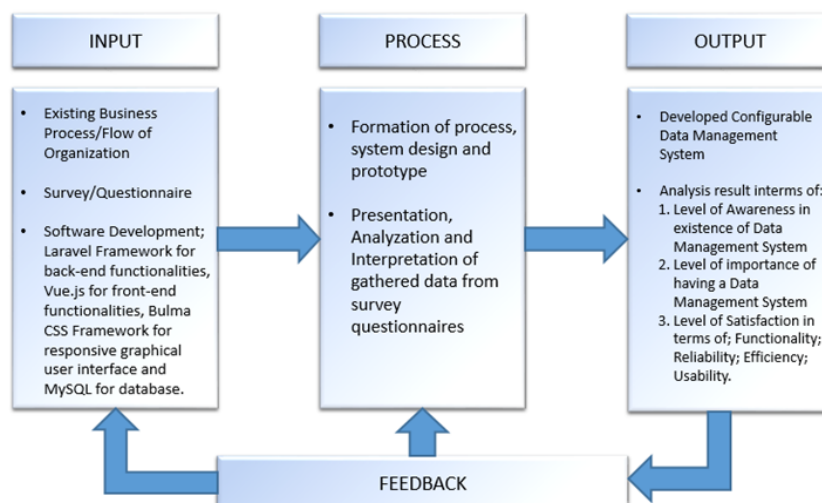 INPUT
PROCESS
OUTPUT
• Existing Business
Process/Flow of
Organization
• Survey/Questionnaire
• Software Development;
Laravel Framework for
back-end functionalities,
Vue.js for front-end
functionalities, Bulma
CSS Framework for
responsive graphical
user interface and
MySQL for database.
• Formation of process,
system design and
prototype
• Presentation,
Analyzation and
Interpretation of
gathered data from
survey
questionnaires
• Developed Configurable
Data Management
System
• Analysis result interms of:
1. Level of Awareness in
existence of Data
Management System
2. Level of importance of
having a Data
Management System
3. Level of Satisfaction in
terms of; Functionality;
Reliability; Efficiency;
Usability.
FEEDBACK